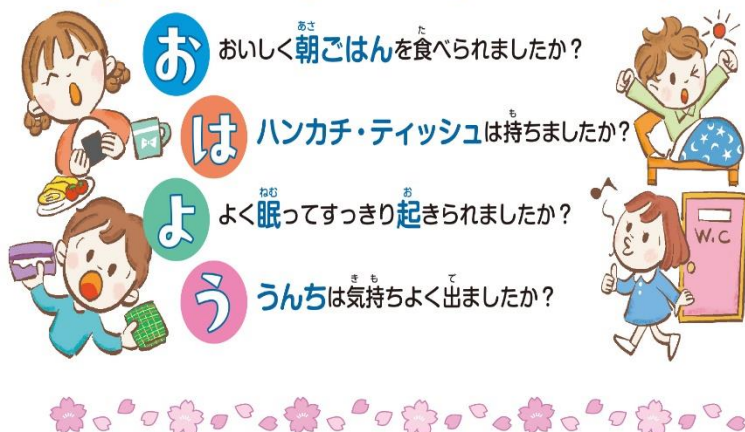 お おいしく朝ごはんを食べられましたか？
は ハンカチ・ティッシュは持ちましたか？
よ よく眠ってすっきり起きられましたか？
う うんちは気持ちよく出ましたか？
W.C